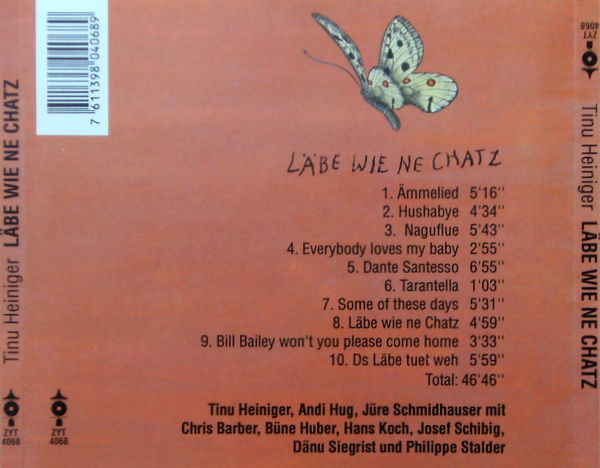 Tinu Heiniger LÄBE WIE NE CHATZ
ZYT
4068
7 611398 040689
LÄBE WIE NE CHATZ
1. Ämmelied 5'16''
2. Hushabye 4'34''
3. Naguflue 5'43''
4. Everybody loves my baby 2'55''
5. Dante Santesso 6'55''
6. Tarantella 1'03''
7. Some of these days 5'31''
8. Läbe wie ne Chatz 4'59''
9. Bill Bailey won't you please come home 3'33''
10. Ds Läbe tuet weh 5'59''
Total: 46'46''
Tinu Heiniger, Andi Hug, Jüre Schmidhauser mit
Chris Barber, Büne Huber, Hans Koch, Josef Schibig,
Dänu Siegrist und Philippe Stalder
ZYT
4068
ZYT
4068
Tinu Heiniger LÄBE WIE NE CHATZ